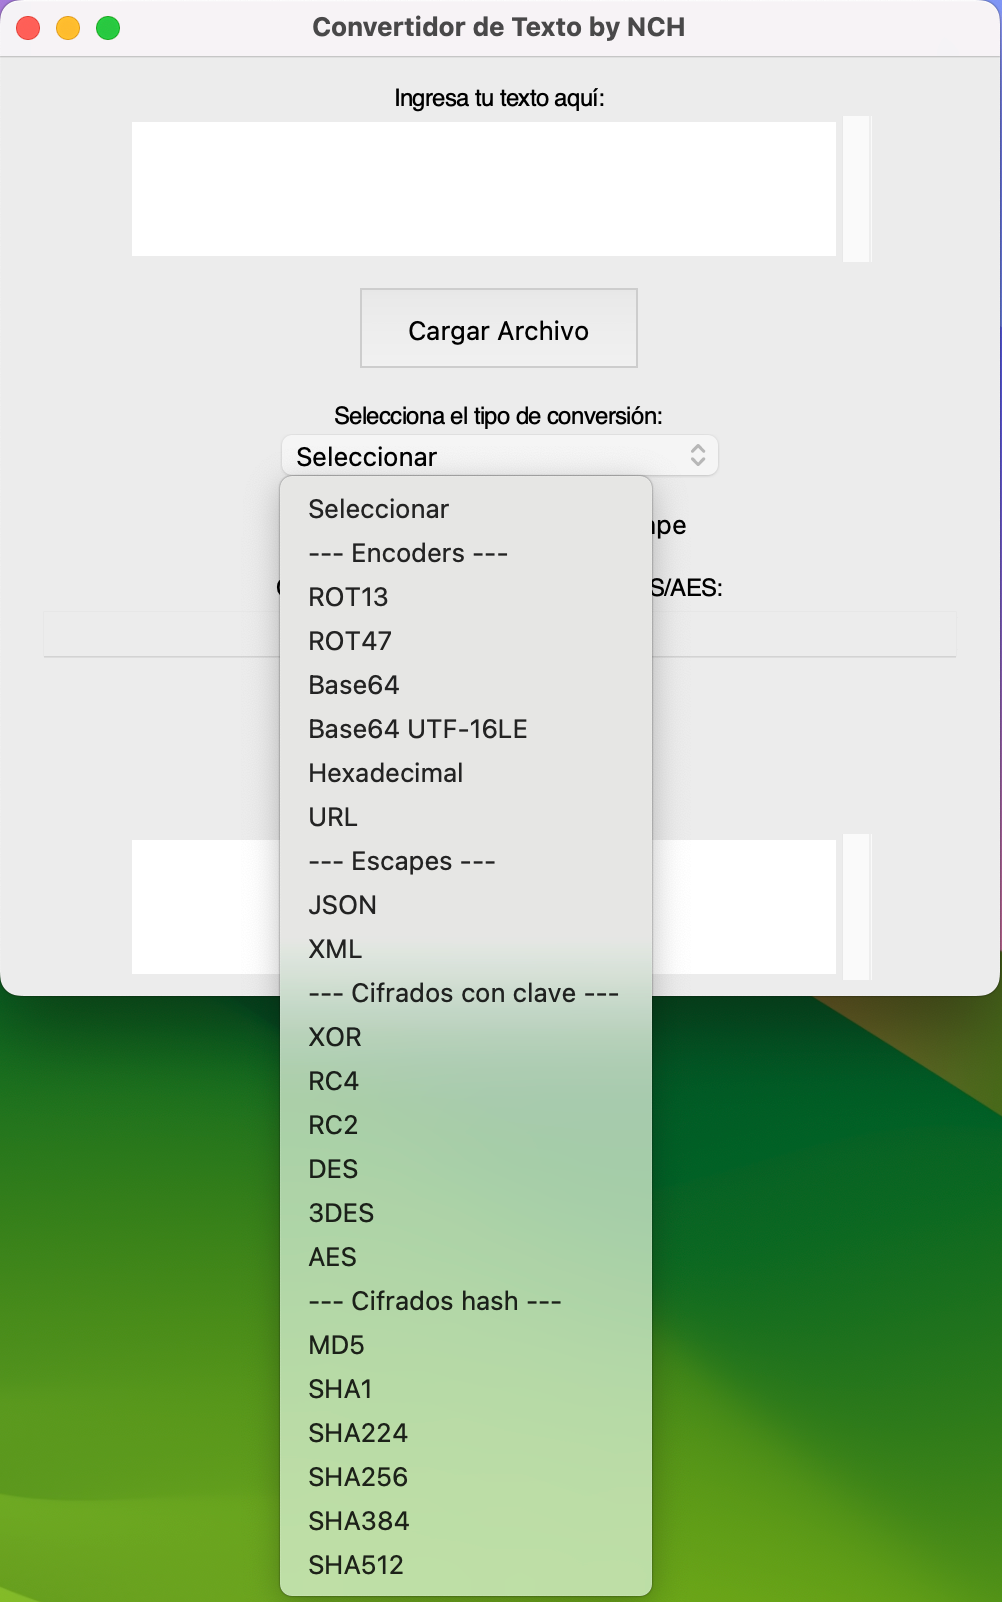 Convertidor de Texto by NCH
Ingresa tu texto aquí:
Cargar Archivo
Selecciona el tipo de conversión:
Seleccionar
Seleccionar
--- Encoders ---
ROT13
ROT47
Base64
Base64 UTF-16LE
Hexadecimal
URL
--- Escapes ---
JSON
XML
--- Cifrados con clave ---
XOR
RC4
RC2
DES
3DES
AES
--- Cifrados hash ---
MD5
SHA1
SHA224
SHA256
SHA384
SHA512
pe
S/AES: